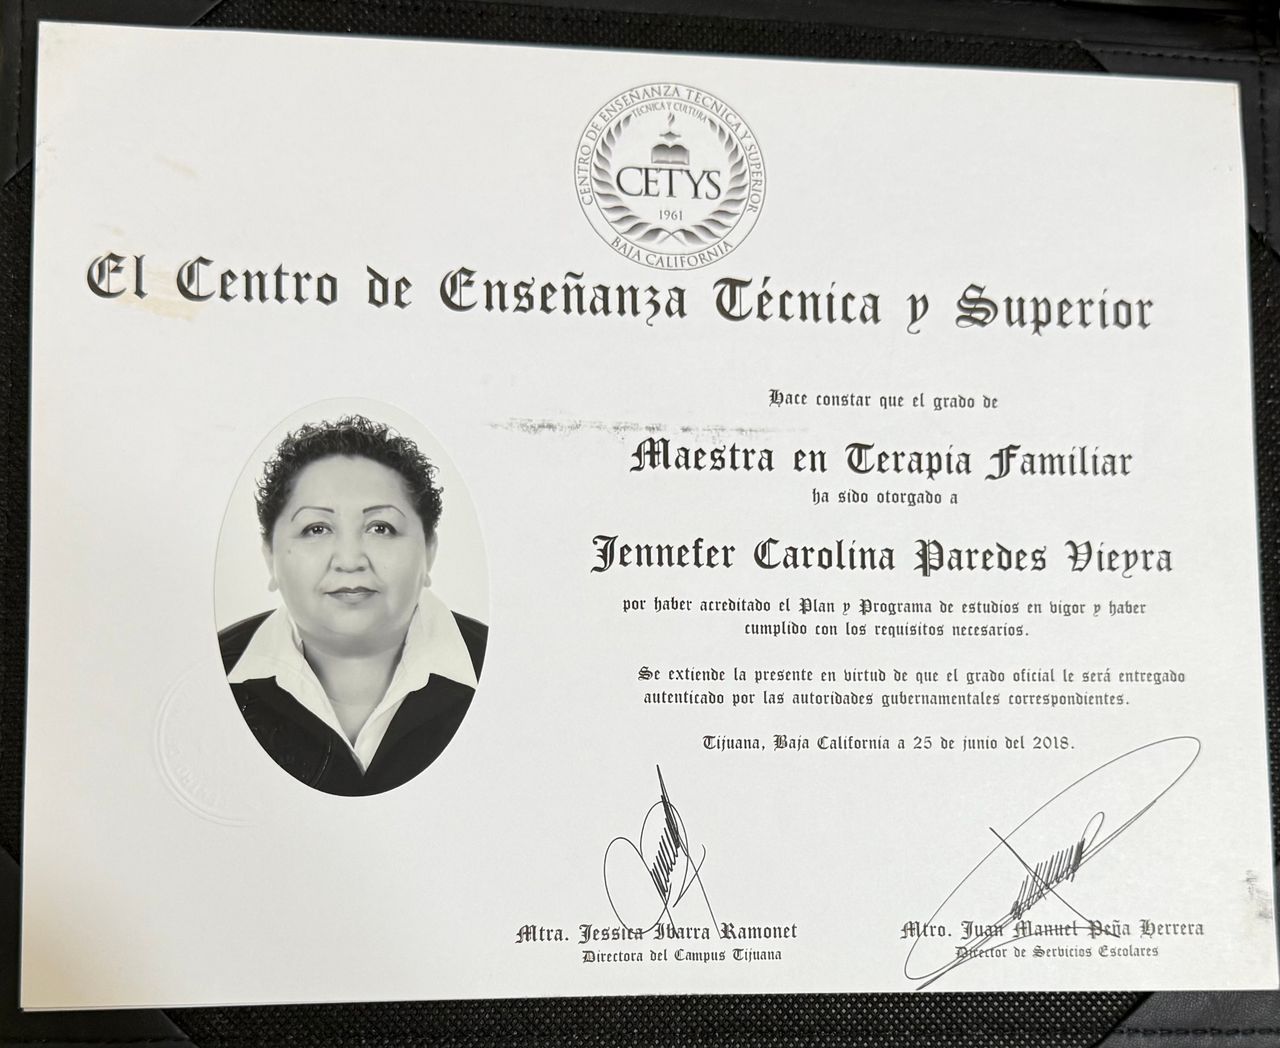 CENTRO DE ENSEÑANZA TECNICA Y SUPERIOR
TECNICA Y CULTURA
CETYS
1961
BAJA CALIFORNIA
El Centro de Enseñanza Técnica y Superior
Hace constar que el grado de
Maestra en Terapia Familiar
ha sido otorgado a
Jennefer Carolina Paredes Vieyra
por haber acreditado el Plan y Programa de estudios en vigor y haber
cumplido con los requisitos necesarios.
Se extiende la presente en virtud de que el grado oficial le será entregado
autenticado por las autoridades gubernamentales correspondientes.
Tijuana, Baja California a 25 de junio del 2018.
Mtra. Jessica Ibarra Ramonet
Directora del Campus Tijuana
Mtro. Juan Manuel Peña Herrera
Director de Servicios Escolares